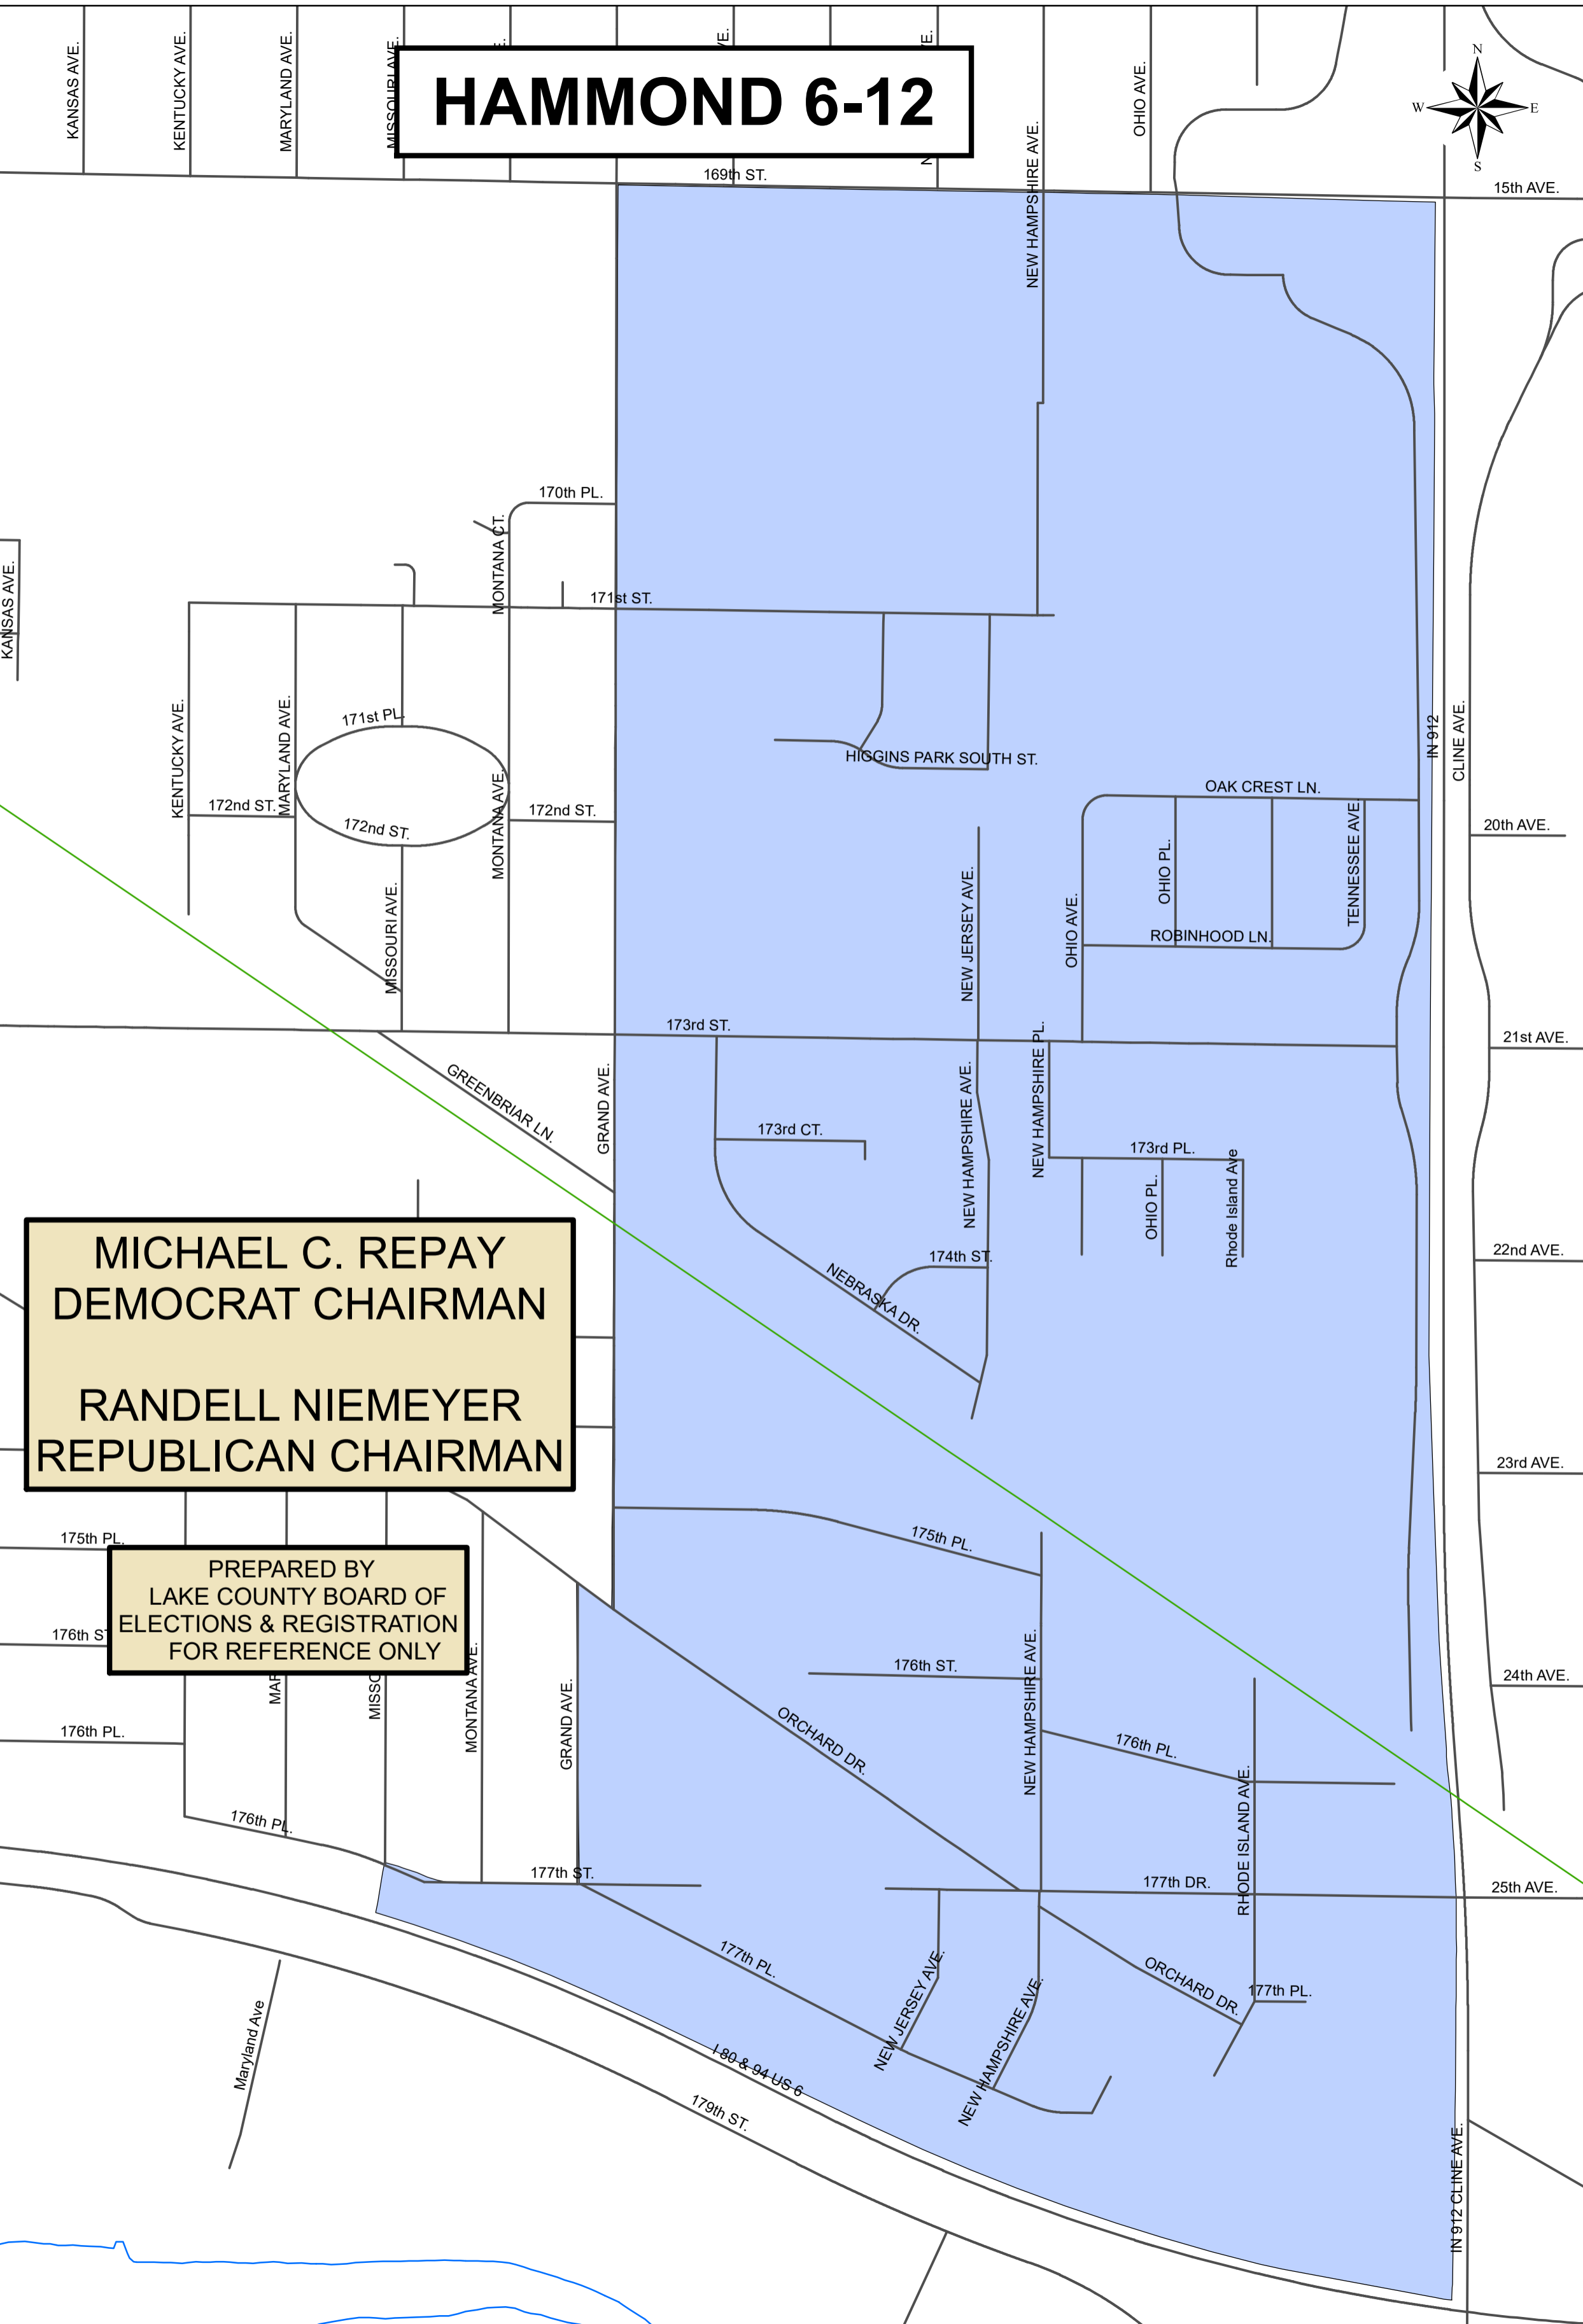 KANSAS AVE.
KENTUCKY AVE.
MARYLAND AVE.
MISSOURI AVE.
HAMMOND 6-12
NEW HAMPSHIRE AVE.
OHIO AVE.
N
W
E
S
169th ST.
15th AVE.
170th PL.
MONTANA CT.
171st ST.
KANSAS AVE.
KENTUCKY AVE.
MARYLAND AVE.
171st PL.
172nd ST.
172nd ST.
MONTANA AVE.
172nd ST.
MISSOURI AVE.
HIGGINS PARK SOUTH ST.
OAK CREST LN.
OHIO PL.
TENNESSEE AVE.
ROBINHOOD LN.
NEW JERSEY AVE.
OHIO AVE.
IN 912
CLINE AVE.
20th AVE.
173rd ST.
21st AVE.
GREENBRIAR LN.
GRAND AVE.
173rd CT.
NEW HAMPSHIRE AVE.
NEW HAMPSHIRE PL.
173rd PL.
OHIO PL.
Rhode Island Ave
174th ST.
NEBRASKA DR.
22nd AVE.
MICHAEL C. REPAY
DEMOCRAT CHAIRMAN
RANDELL NIEMEYER
REPUBLICAN CHAIRMAN
23rd AVE.
175th PL.
175th PL.
PREPARED BY
LAKE COUNTY BOARD OF
ELECTIONS & REGISTRATION
FOR REFERENCE ONLY
176th ST
176th ST.
24th AVE.
MONTANA AVE.
GRAND AVE.
ORCHARD DR.
NEW HAMPSHIRE AVE.
176th PL.
176th PL.
RHODE ISLAND AVE.
176th PL.
177th ST.
177th DR.
25th AVE.
177th PL.
NEW JERSEY AVE.
NEW HAMPSHIRE AVE.
ORCHARD DR.
177th PL.
Maryland Ave
I 80 & 94 US 6
179th ST.
IN 912 CLINE AVE.